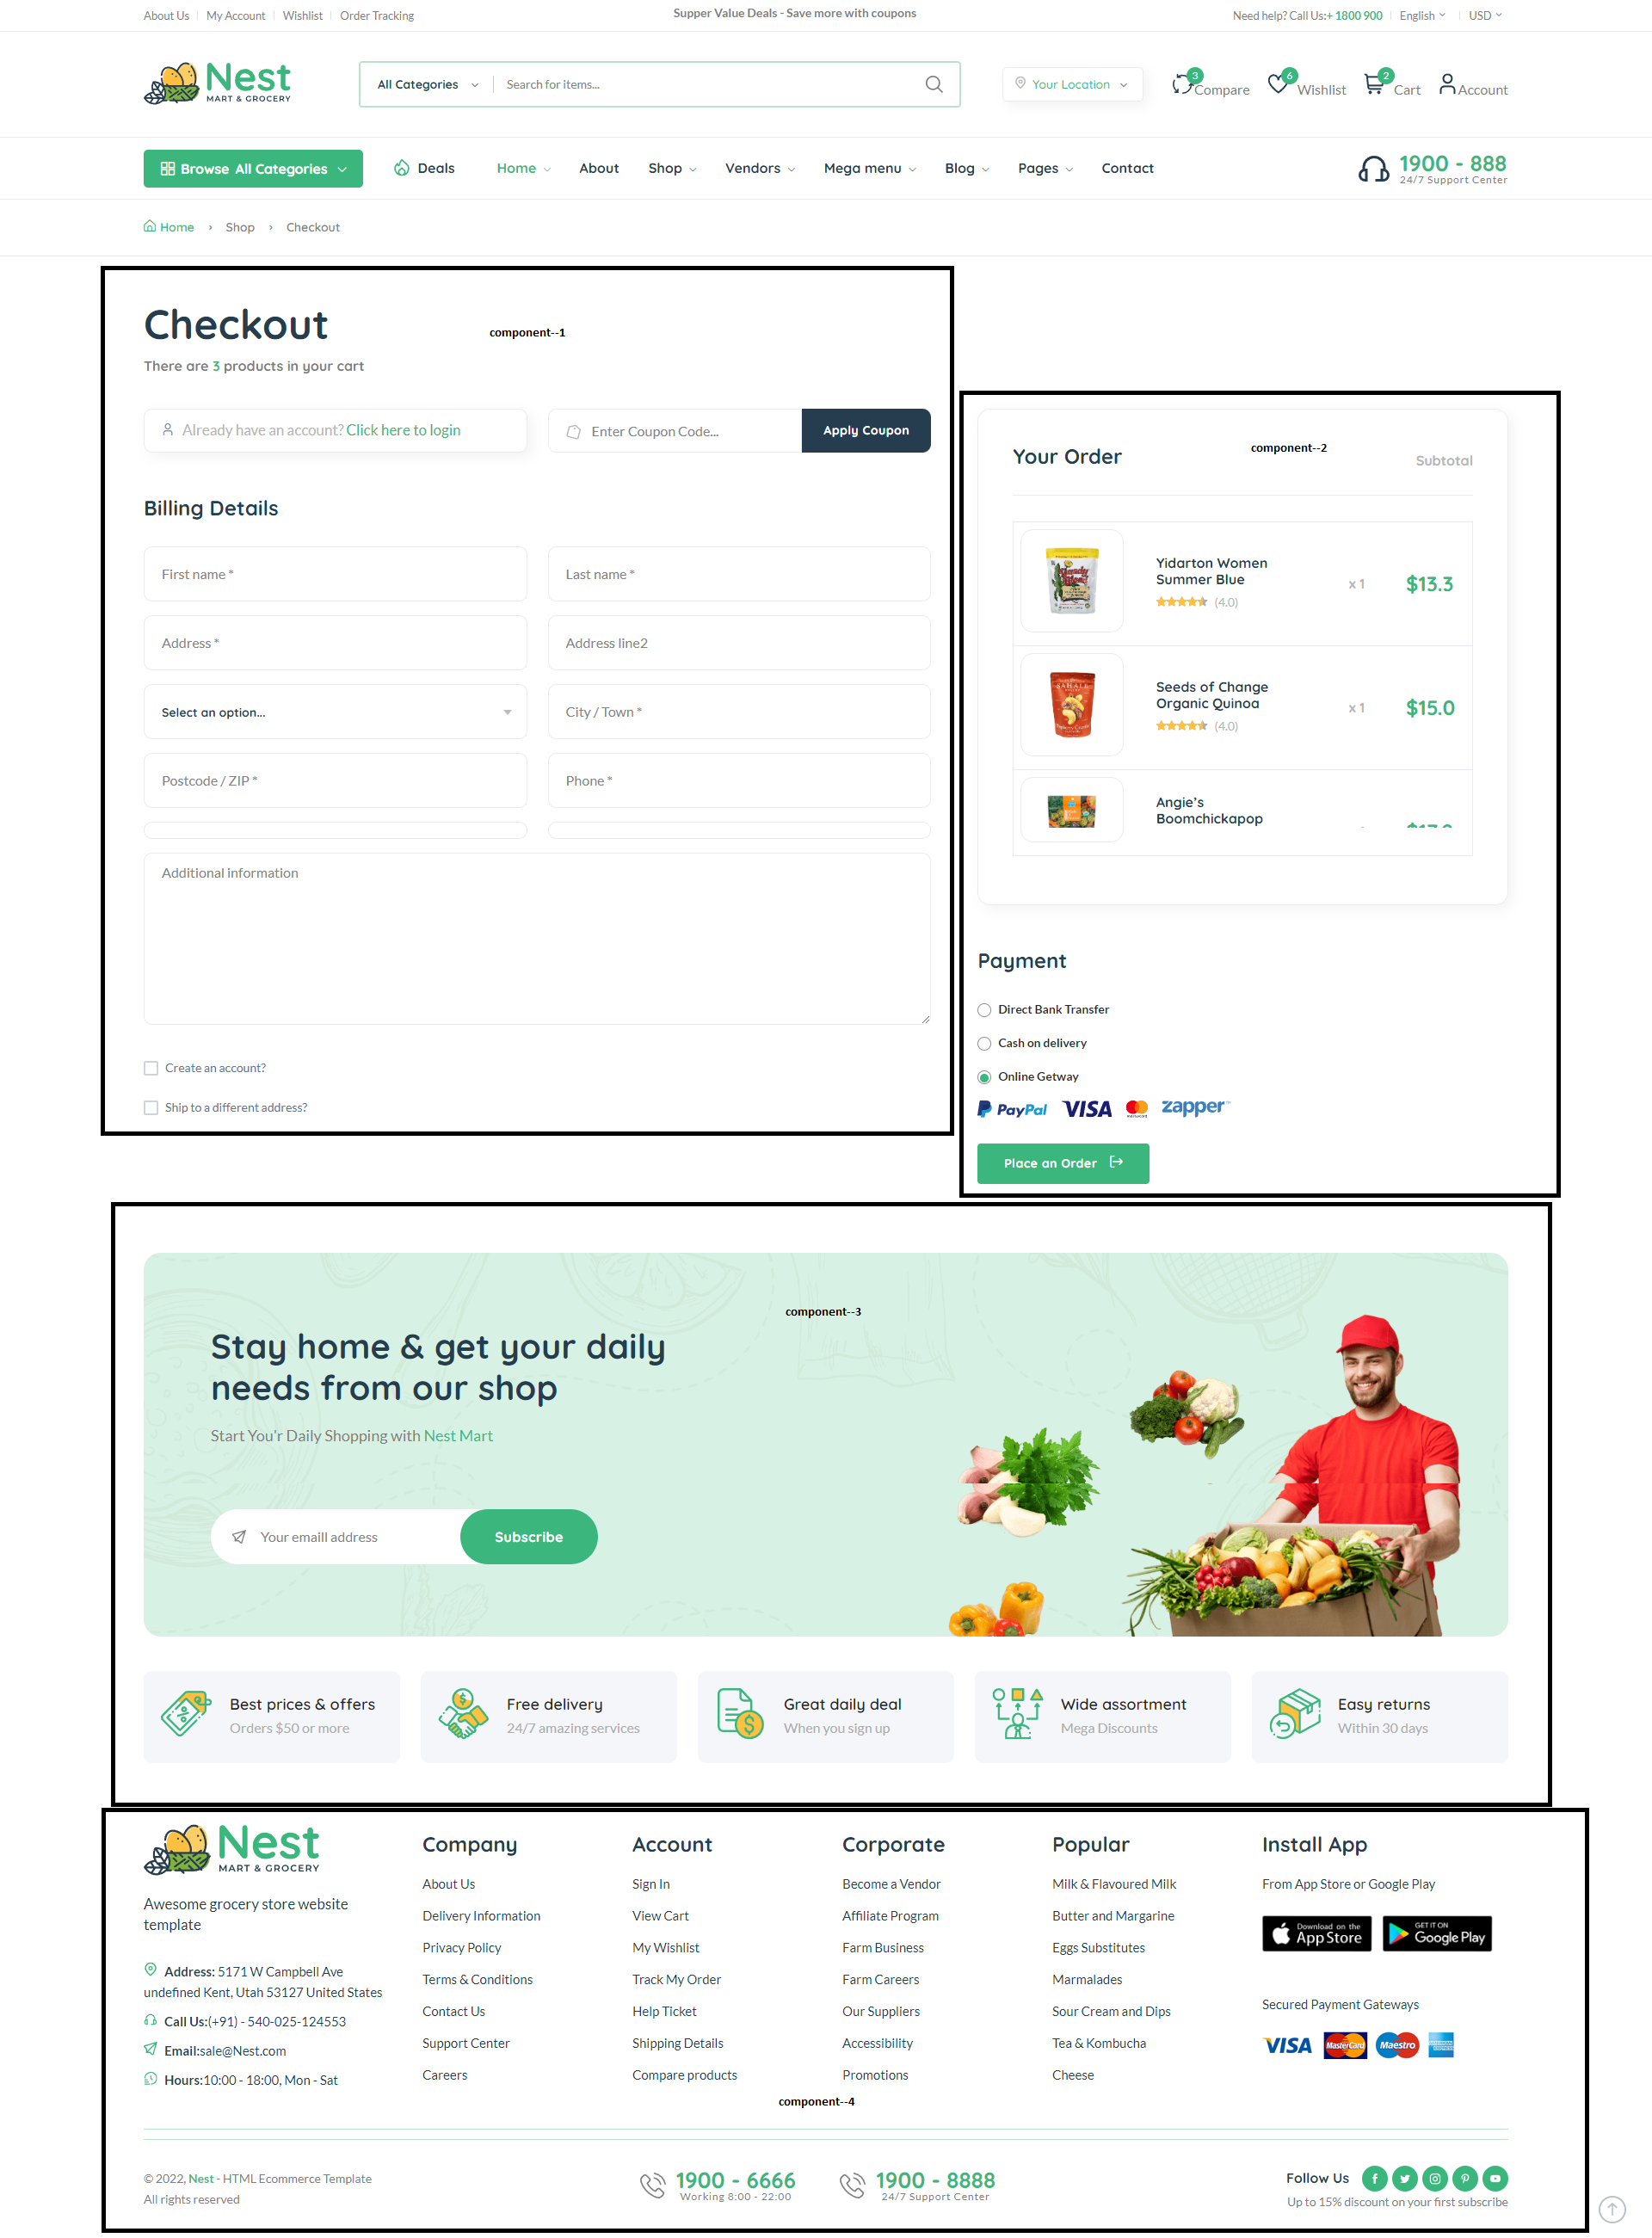 About Us
My Account
Wishlist
Order Tracking
Supper Value Deals - Save more with coupons
Need help? Call Us:+ 1800 900
English
USD
Nest
MART & GROCERY
All Categories
Search for items...
Your Location
3
Compare
6
Wishlist
2
Cart
Account
Browse All Categories
Deals
Home
About
Shop
Vendors
Mega menu
Blog
Pages
Contact
1900 - 888
24/7 Support Center
Home › Shop › Checkout
Checkout
component--1
There are 3 products in your cart
Already have an account? Click here to login
Enter Coupon Code...
Apply Coupon
Billing Details
First name *
Last name *
Address *
Address line2
Select an option...
City / Town *
Postcode / ZIP *
Phone *
Additional information
Create an account?
Ship to a different address?
Your Order
component--2
Subtotal
Yidarton Women
Summer Blue
(4.0)
x 1
$13.3
Seeds of Change
Organic Quinoa
(4.0)
x 1
$15.0
Angie's
Boomchickapop
Payment
Direct Bank Transfer
Cash on delivery
Online Getway
PayPal
VISA
zapper
Place an Order
component--3
Stay home & get your daily
needs from our shop
Start You'r Daily Shopping with Nest Mart
Your emaill address
Subscribe
Best prices & offers
Orders $50 or more
Free delivery
24/7 amazing services
Great daily deal
When you sign up
Wide assortment
Mega Discounts
Easy returns
Within 30 days
Nest
MART & GROCERY
Awesome grocery store website
template
Address: 5171 W Campbell Ave
undefined Kent, Utah 53127 United States
Call Us:(+91) - 540-025-124553
Email:sale@Nest.com
Hours:10:00 - 18:00, Mon - Sat
Company
About Us
Delivery Information
Privacy Policy
Terms & Conditions
Contact Us
Support Center
Careers
Account
Sign In
View Cart
My Wishlist
Track My Order
Help Ticket
Shipping Details
Compare products
Corporate
Become a Vendor
Affiliate Program
Farm Business
Farm Careers
Our Suppliers
Accessibility
Promotions
Popular
Milk & Flavoured Milk
Butter and Margarine
Eggs Substitutes
Marmalades
Sour Cream and Dips
Tea & Kombucha
Cheese
Install App
From App Store or Google Play
Download on the
App Store
GET IT ON
Google Play
Secured Payment Gateways
VISA
MasterCard
Maestro
component--4
© 2022, Nest - HTML Ecommerce Template
All rights reserved
1900 - 6666
Working 8:00 - 22:00
1900 - 8888
24/7 Support Center
Follow Us
Up to 15% discount on your first subscribe